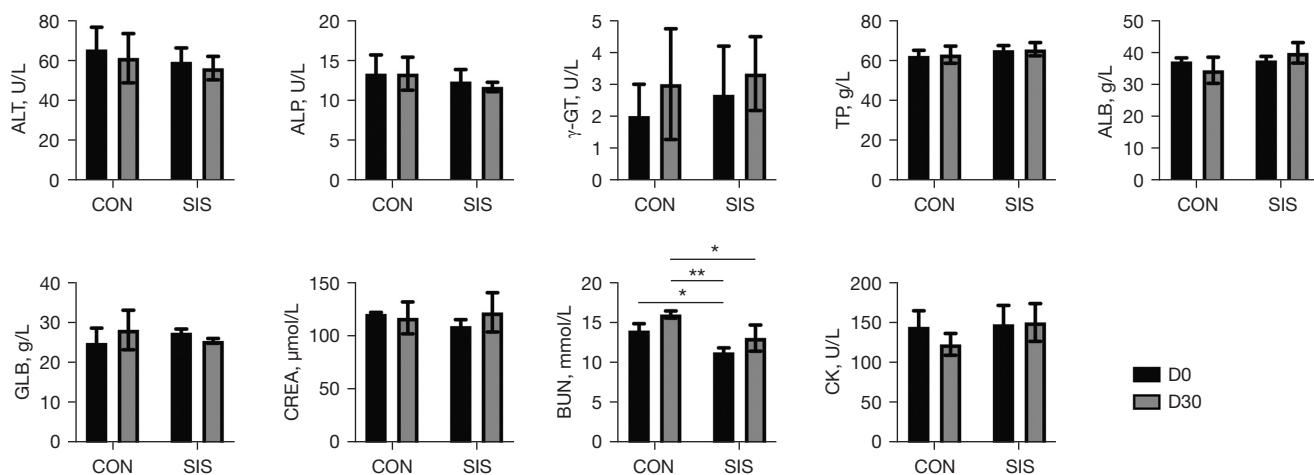 ALT, U/L
80
60
40
20
0
CON
SIS
ALP, U/L
20
15
10
5
0
CON
SIS
γ-GT, U/L
5
4
3
2
1
0
CON
SIS
TP, g/L
80
60
40
20
0
CON
SIS
ALB, g/L
50
40
30
20
10
0
CON
SIS
GLB, g/L
40
30
20
10
0
CON
SIS
CREA, μmol/L
150
100
50
0
CON
SIS
BUN, mmol/L
20
15
10
5
0
*
**
*
CON
SIS
CK, U/L
200
150
100
50
0
CON
SIS
D0
D30